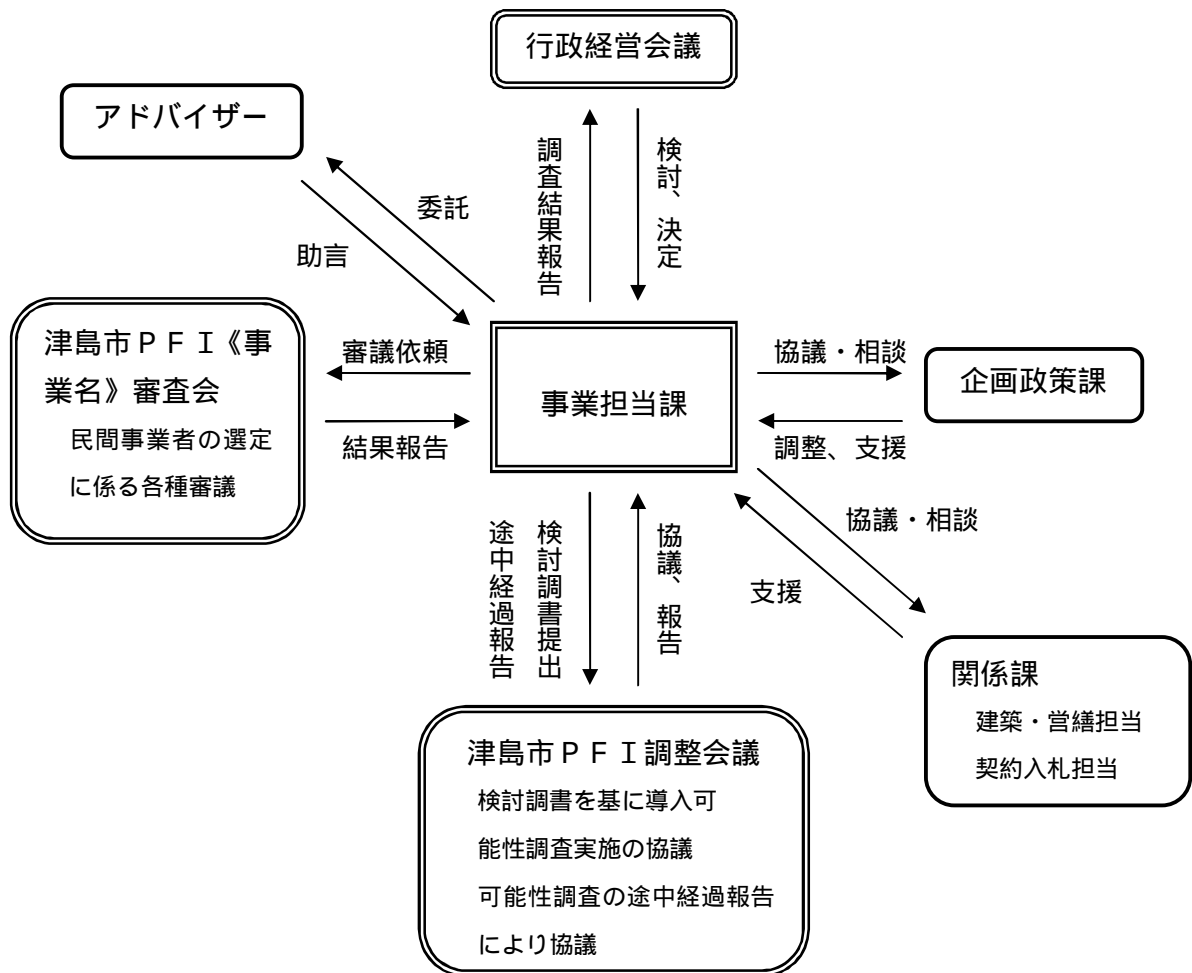 行政経営会議
アドバイザー
調査結果報告
検討、決定
委託
助言
津島市ＰＦＩ《事
業名》審査会
民間事業者の選定
に係る各種審議
審議依頼
結果報告
事業担当課
協議・相談
調整、支援
企画政策課
協議・相談
支援
検討調書提出
途中経過報告
協議、報告
関係課
建築・営繕担当
契約入札担当
津島市ＰＦＩ調整会議
検討調書を基に導入可
能性調査実施の協議
可能性調査の途中経過報告
により協議